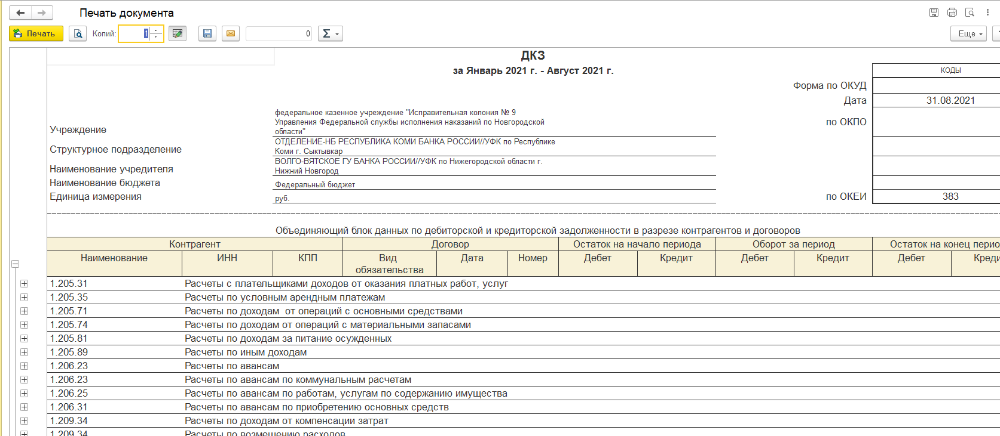 Печать документа
Печать
Копий:
1
0
Σ
Еще
ДКЗ
за Январь 2021 г. - Август 2021 г.
КОДЫ
Форма по ОКУД
Дата 31.08.2021
федеральное казенное учреждение "Исправительная колония № 9
Управления Федеральной службы исполнения наказаний по Новгородской
области"
по ОКПО
Учреждение
ОТДЕЛЕНИЕ-НБ РЕСПУБЛИКА КОМИ БАНКА РОССИИ//УФК по Республике
Коми г. Сыктывкар
Структурное подразделение
ВОЛГО-ВЯТСКОЕ ГУ БАНКА РОССИИ//УФК по Нижегородской области г.
Нижний Новгород
Наименование учредителя
Наименование бюджета Федеральный бюджет
Единица измерения руб. по ОКЕИ 383
Объединяющий блок данных по дебиторской и кредиторской задолженности в разрезе контрагентов и договоров
Контрагент Договор Остаток на начало периода Оборот за период Остаток на конец перио
Наименование ИНН КПП Вид обязательства Дата Номер Дебет Кредит Дебет Кредит Дебет Креди
1.205.31 Расчеты с плательщиками доходов от оказания платных работ, услуг
1.205.35 Расчеты по условным арендным платежам
1.205.71 Расчеты по доходам от операций с основными средствами
1.205.74 Расчеты по доходам от операций с материальными запасами
1.205.81 Расчеты по доходам за питание осужденных
1.205.89 Расчеты по иным доходам
1.206.23 Расчеты по авансам
1.206.23 Расчеты по авансам по коммунальным расчетам
1.206.25 Расчеты по авансам по работам, услугам по содержанию имущества
1.206.31 Расчеты по авансам по приобретению основных средств
1.209.34 Расчеты по доходам от компенсации затрат
1.209.34 Расчеты по возмещению расходов